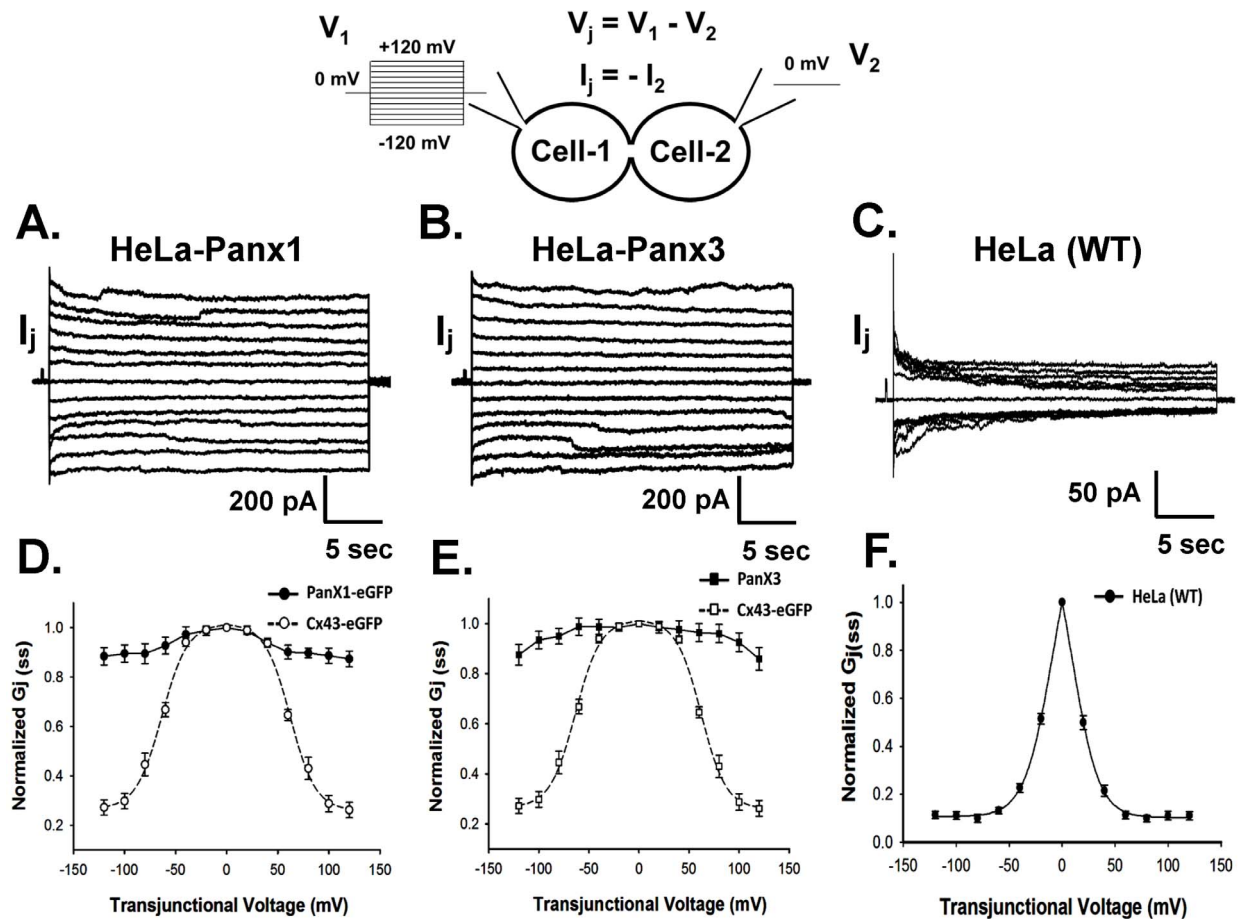 V1
+120 mV
0 mV
-120 mV
Vj = V1 - V2
Ij = - I2
0 mV
V2
Cell-1
Cell-2
A.
HeLa-Panx1
Ij
200 pA
5 sec
B.
HeLa-Panx3
Ij
200 pA
5 sec
C.
HeLa (WT)
Ij
50 pA
5 sec
D.
PanX1-eGFP
Cx43-eGFP
Normalized Gj (ss)
1.0
0.8
0.6
0.4
0.2
-150 -100 -50 0 50 100 150
Transjunctional Voltage (mV)
E.
PanX3
Cx43-eGFP
Normalized Gj (ss)
1.0
0.8
0.6
0.4
0.2
-150 -100 -50 0 50 100 150
Transjunctional Voltage (mV)
F.
HeLa (WT)
Normalized Gj(ss)
1.0
0.8
0.6
0.4
0.2
0.0
-150 -100 -50 0 50 100 150
Transjunctional Voltage (mV)